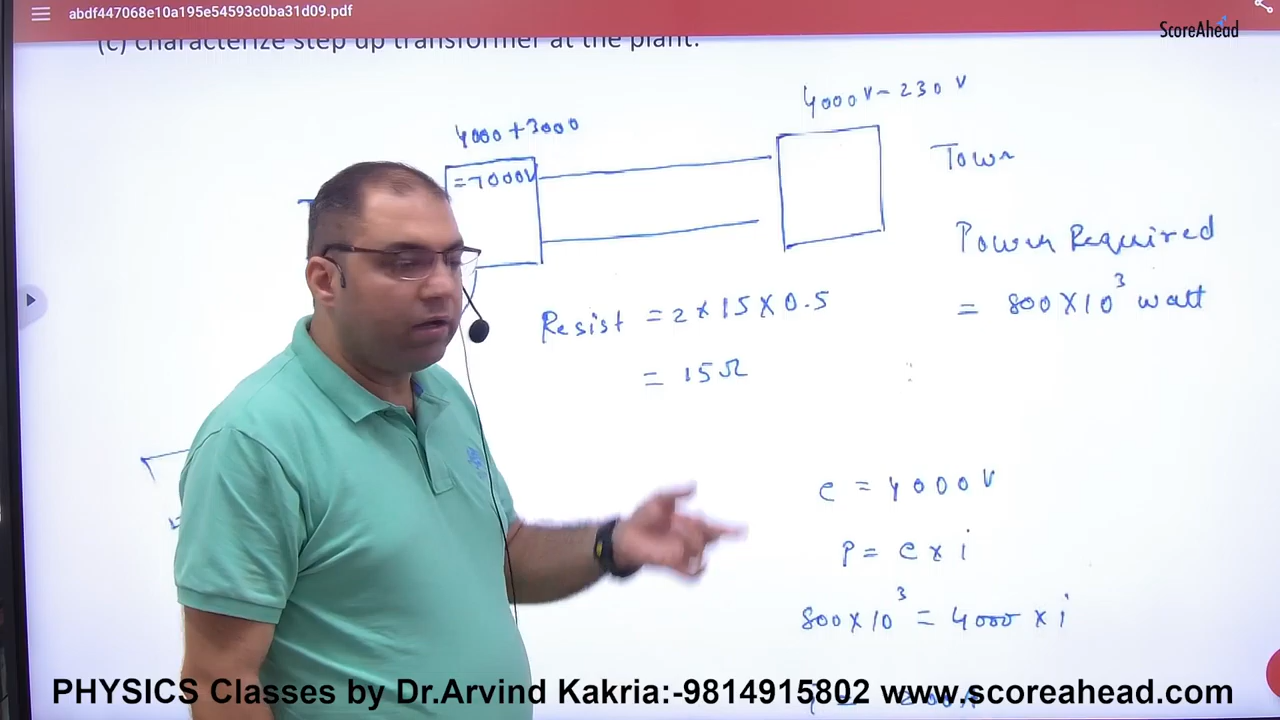 abdf447068e10a195e54593c0ba31d09.pdf
ScoreAhead
(c) characterize step up transformer at the plant.
4000V - 230 V
4000 + 3000
= 7000V
Town
Power Required
= 800 X 10³ watt
Resist = 2 x 15 X 0.5
= 15Ω
e = 4000 V
P = e x i
800 X 10³ = 4000 x i
PHYSICS Classes by Dr.Arvind Kakria:-9814915802 www.scoreahead.com